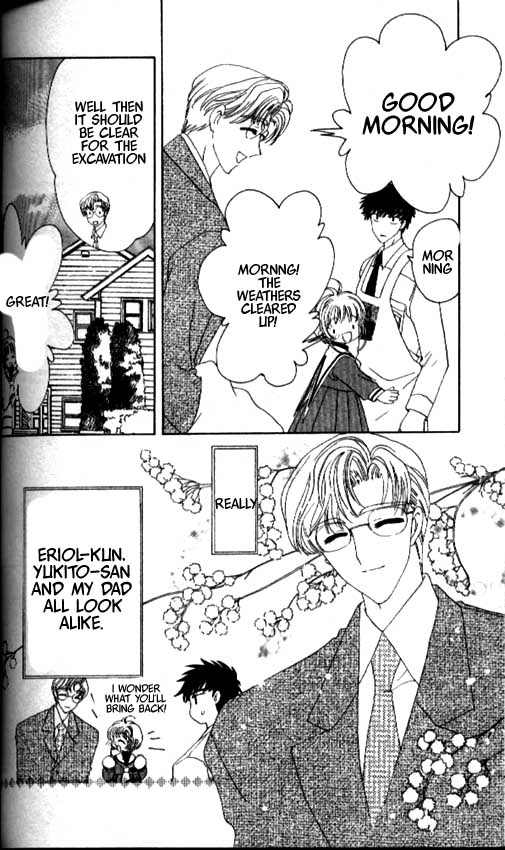 GOOD
MORNING!
MOR
NING
MORNNG!
THE
WEATHERS
CLEARED
UP!
WELL THEN
IT SHOULD
BE CLEAR
FOR THE
EXCAVATION
GREAT!
REALLY
ERIOL-KUN.
YUKITO-SAN
AND MY DAD
ALL LOOK
ALIKE.
I WONDER
WHAT YOU'LL
BRING BACK!